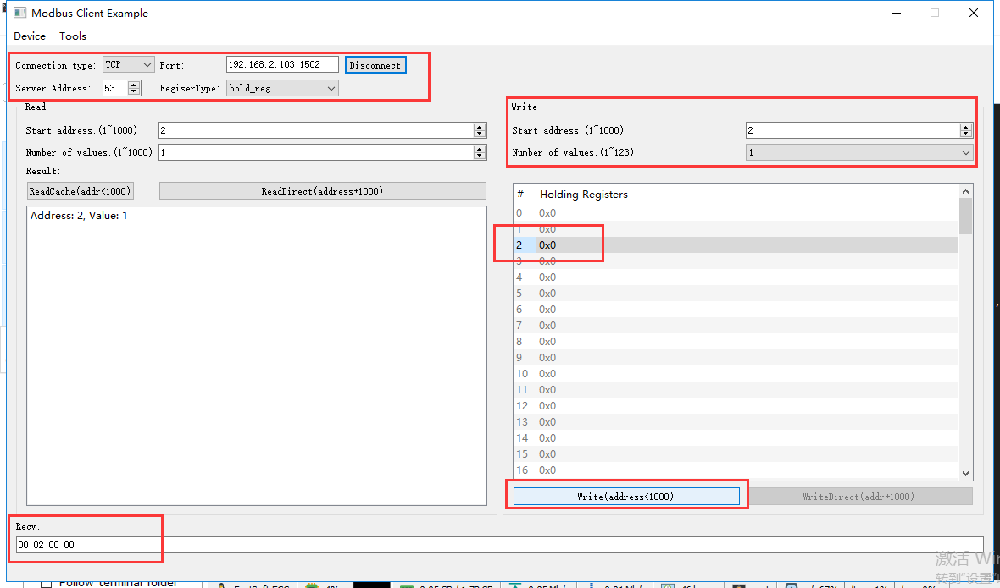 Modbus Client Example
Device Tools
Connection type: TCP Port: 192.168.2.103:1502 Disconnect
Server Address: 53 RegiserType: hold_reg
Read
Write
Start address:(1~1000) 2
Start address:(1~1000) 2
Number of values:(1~1000) 1
Number of values:(1~123) 1
Result:
ReadCache(addr<1000) ReadDirect(address+1000)
Address: 2, Value: 1
# Holding Registers
0 0x0
1 0x0
2 0x0
3 0x0
4 0x0
5 0x0
6 0x0
7 0x0
8 0x0
9 0x0
10 0x0
11 0x0
12 0x0
13 0x0
14 0x0
15 0x0
16 0x0
Write(address<1000) WriteDirect(addr+1000)
Recv:
00 02 00 00
激活 Win
转到"设置"
Follow terminal folder